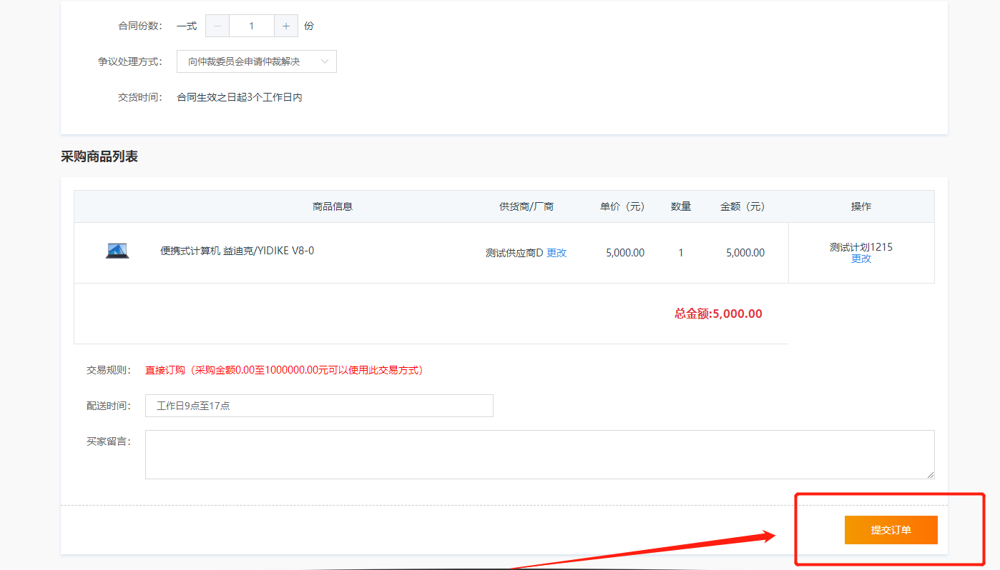 合同份数： 一式 － 1 ＋ 份
争议处理方式： 向仲裁委员会申请仲裁解决
交货时间： 合同生效之日起3个工作日内
采购商品列表
商品信息 供货商/厂商 单价（元） 数量 金额（元） 操作
便携式计算机 益迪克/YIDIKE V8-0 测试供应商D 更改 5,000.00 1 5,000.00 测试计划1215
更改
总金额:5,000.00
交易规则： 直接订购（采购金额0.00至1000000.00元可以使用此交易方式）
配送时间： 工作日9点至17点
买家留言：
提交订单